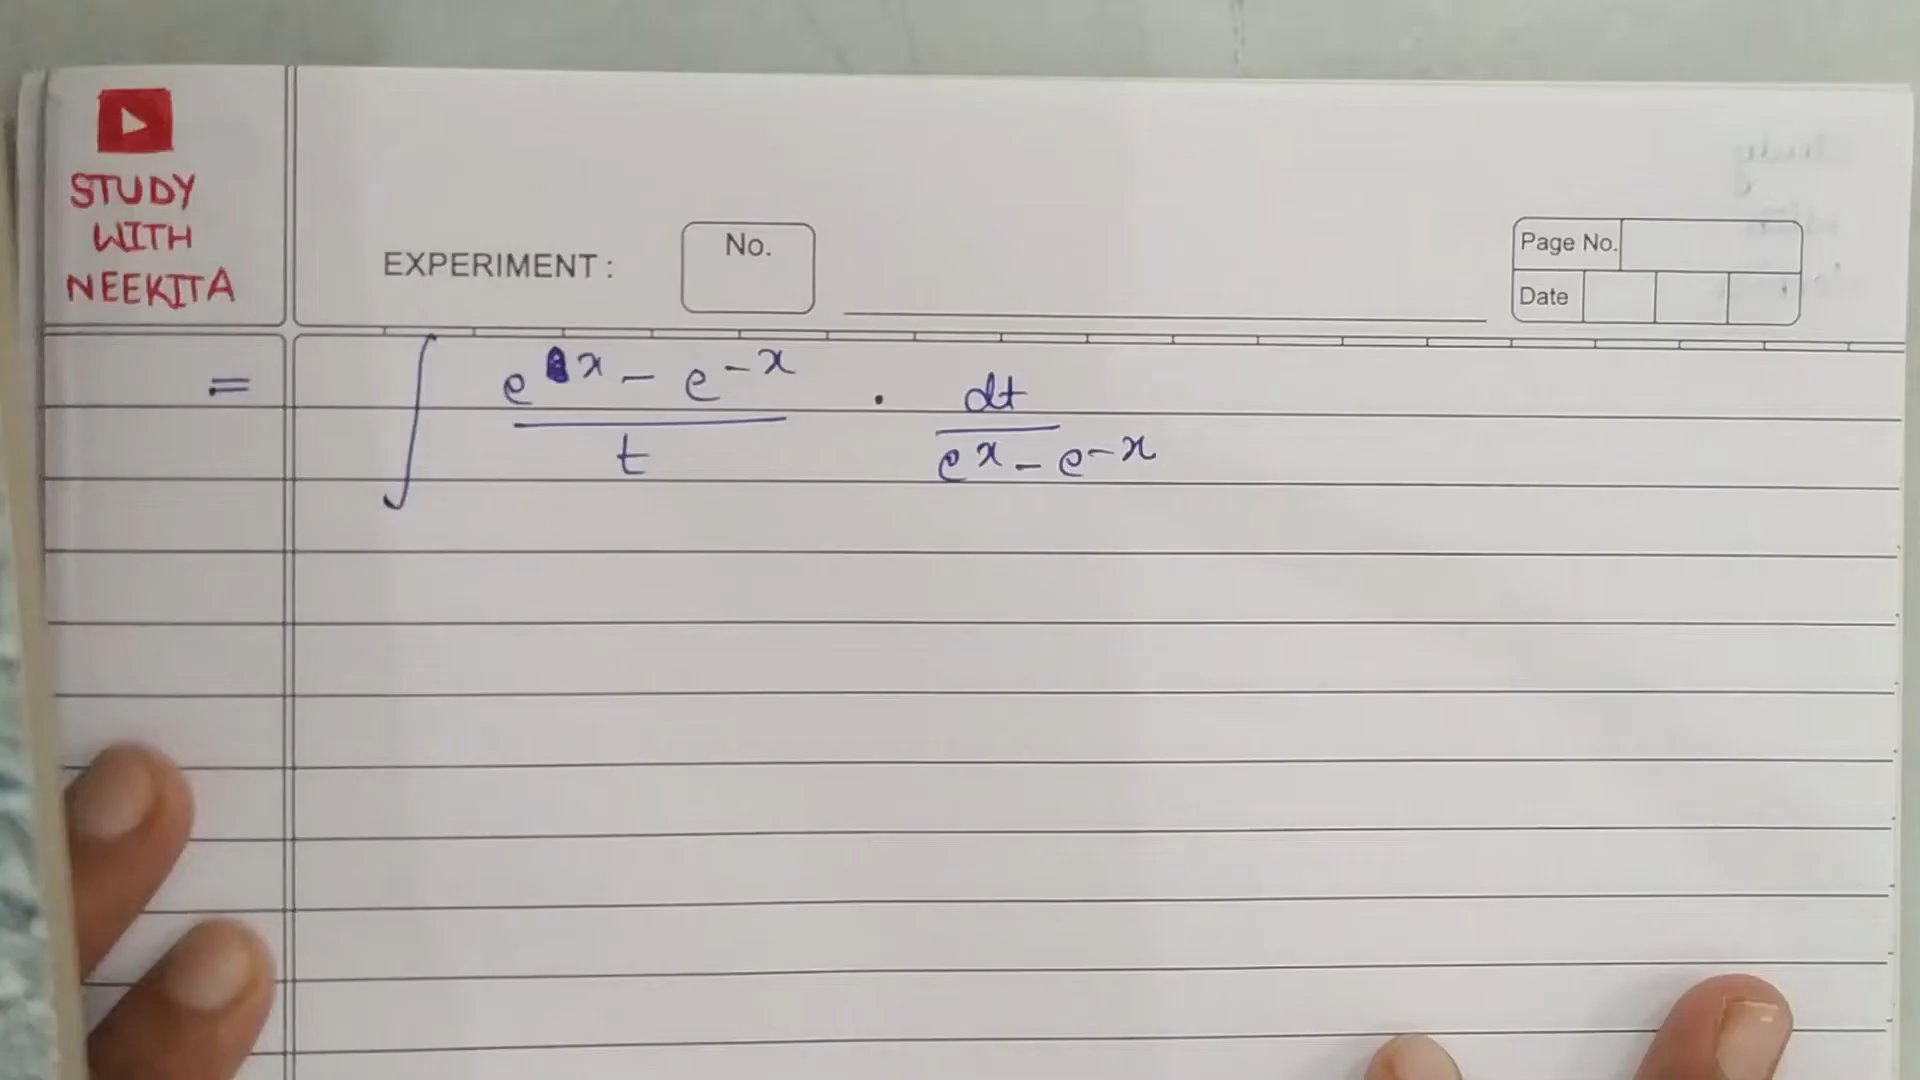 STUDY
WITH
NEEKITA
EXPERIMENT :
No.
Page No.
Date
= ∫ (e^x - e^-x)/t · dt/(e^x - e^-x)